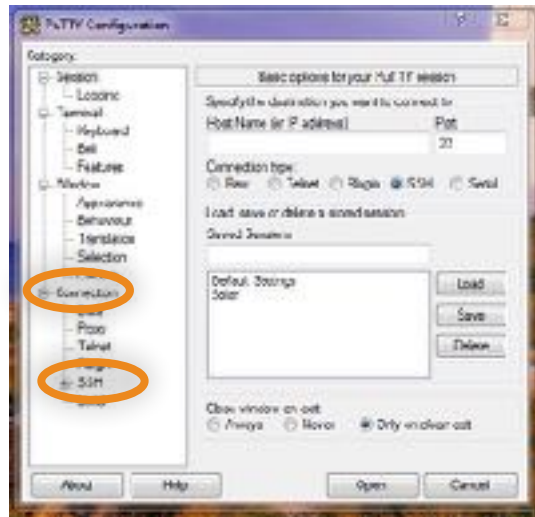 PuTTY Configuration
Category:
Session
Logging
Terminal
Keyboard
Bell
Features
Window
Appearance
Behaviour
Translation
Selection
Connection
Data
Proxy
Telnet
Rlogin
SSH
Serial
Basic options for your PuTTY session
Specify the destination you want to connect to
Host Name (or IP address) Port
22
Connection type:
Raw Telnet Rlogin SSH Serial
Load, save or delete a stored session
Saved Sessions
Default Settings
Load
Save
Delete
Close window on exit:
Always Never Only on clean exit
About Help Open Cancel